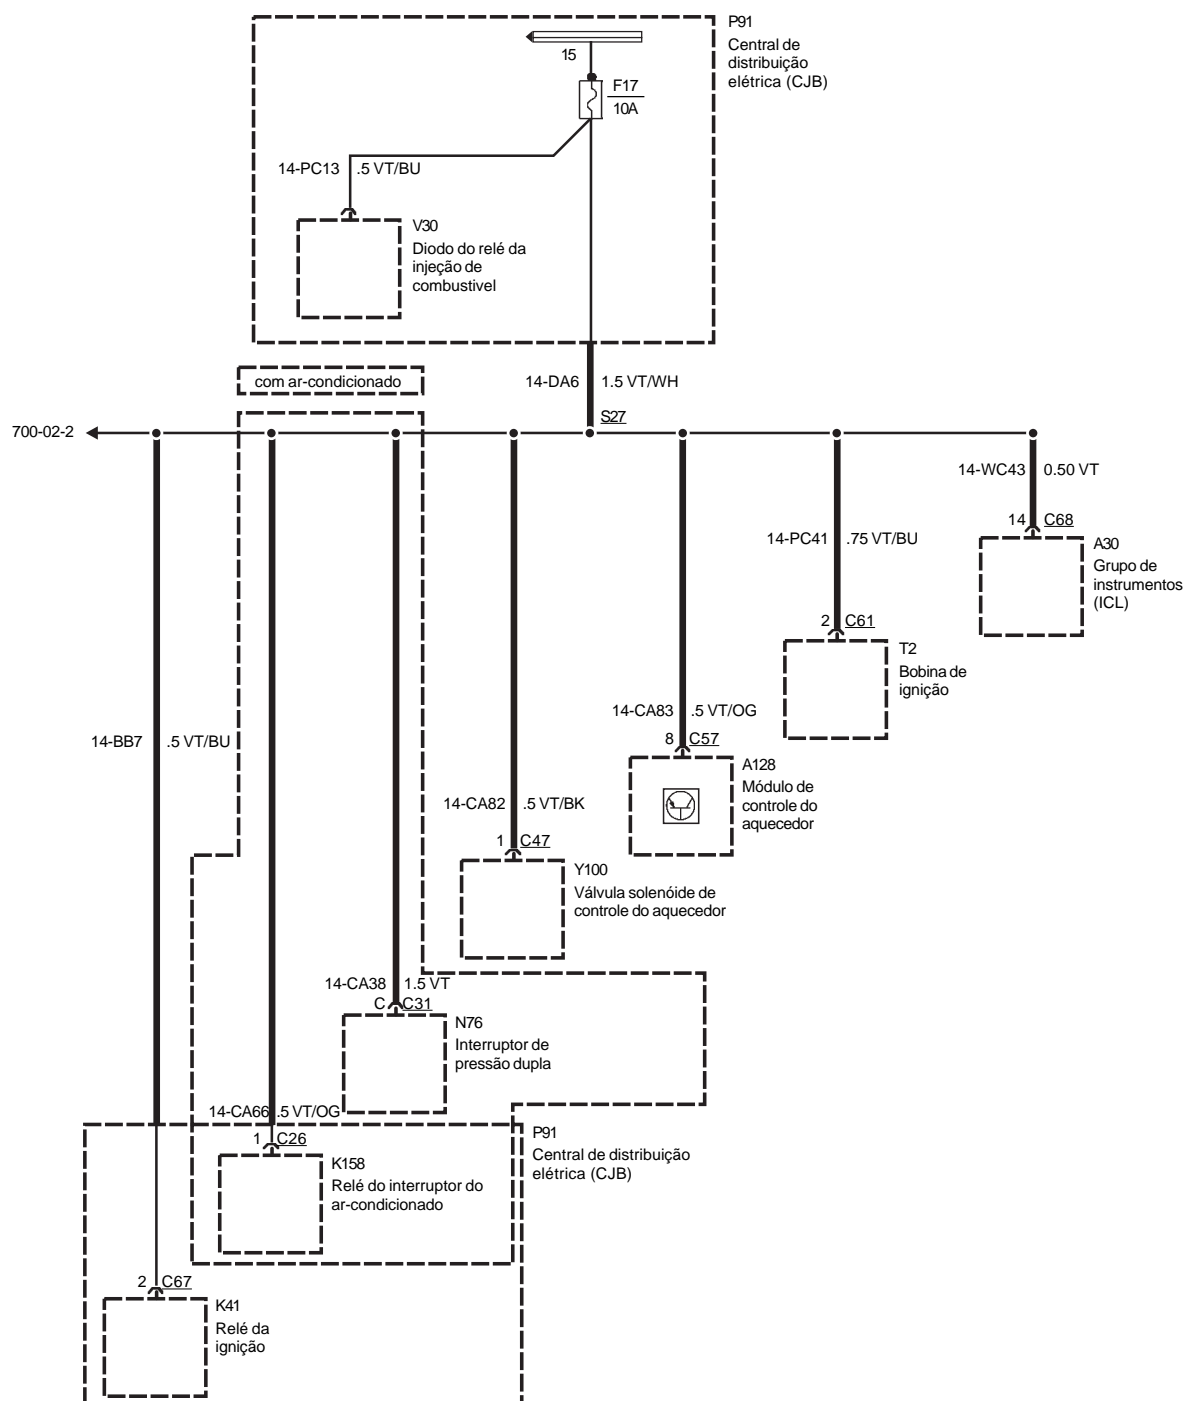 P91
Central de
distribuição
elétrica (CJB)
15
F17
10A
14-PC13 .5 VT/BU
V30
Diodo do relé da
injeção de
combustivel
com ar-condicionado
14-DA6 1.5 VT/WH
S27
700-02-2
14-WC43 0.50 VT
14 C68
A30
Grupo de
instrumentos
(ICL)
14-PC41 .75 VT/BU
2 C61
T2
Bobina de
ignição
14-CA83 .5 VT/OG
8 C57
A128
Módulo de
controle do
aquecedor
14-BB7 .5 VT/BU
14-CA82 .5 VT/BK
1 C47
Y100
Válvula solenóide de
controle do aquecedor
14-CA38 1.5 VT
C C31
N76
Interruptor de
pressão dupla
14-CA66 .5 VT/OG
1 C26
K158
Relé do interruptor do
ar-condicionado
P91
Central de distribuição
elétrica (CJB)
2 C67
K41
Relé da
ignição